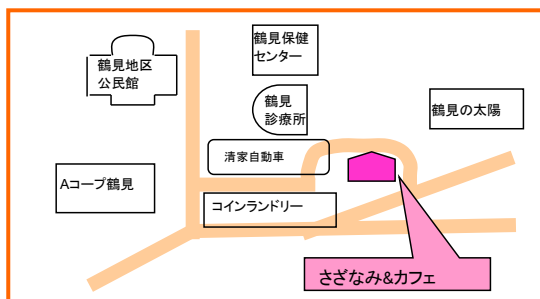 鶴見地区
公民館
鶴見保健
センター
鶴見
診療所
鶴見の太陽
清家自動車
Aコープ鶴見
コインランドリー
さざなみ&カフェ